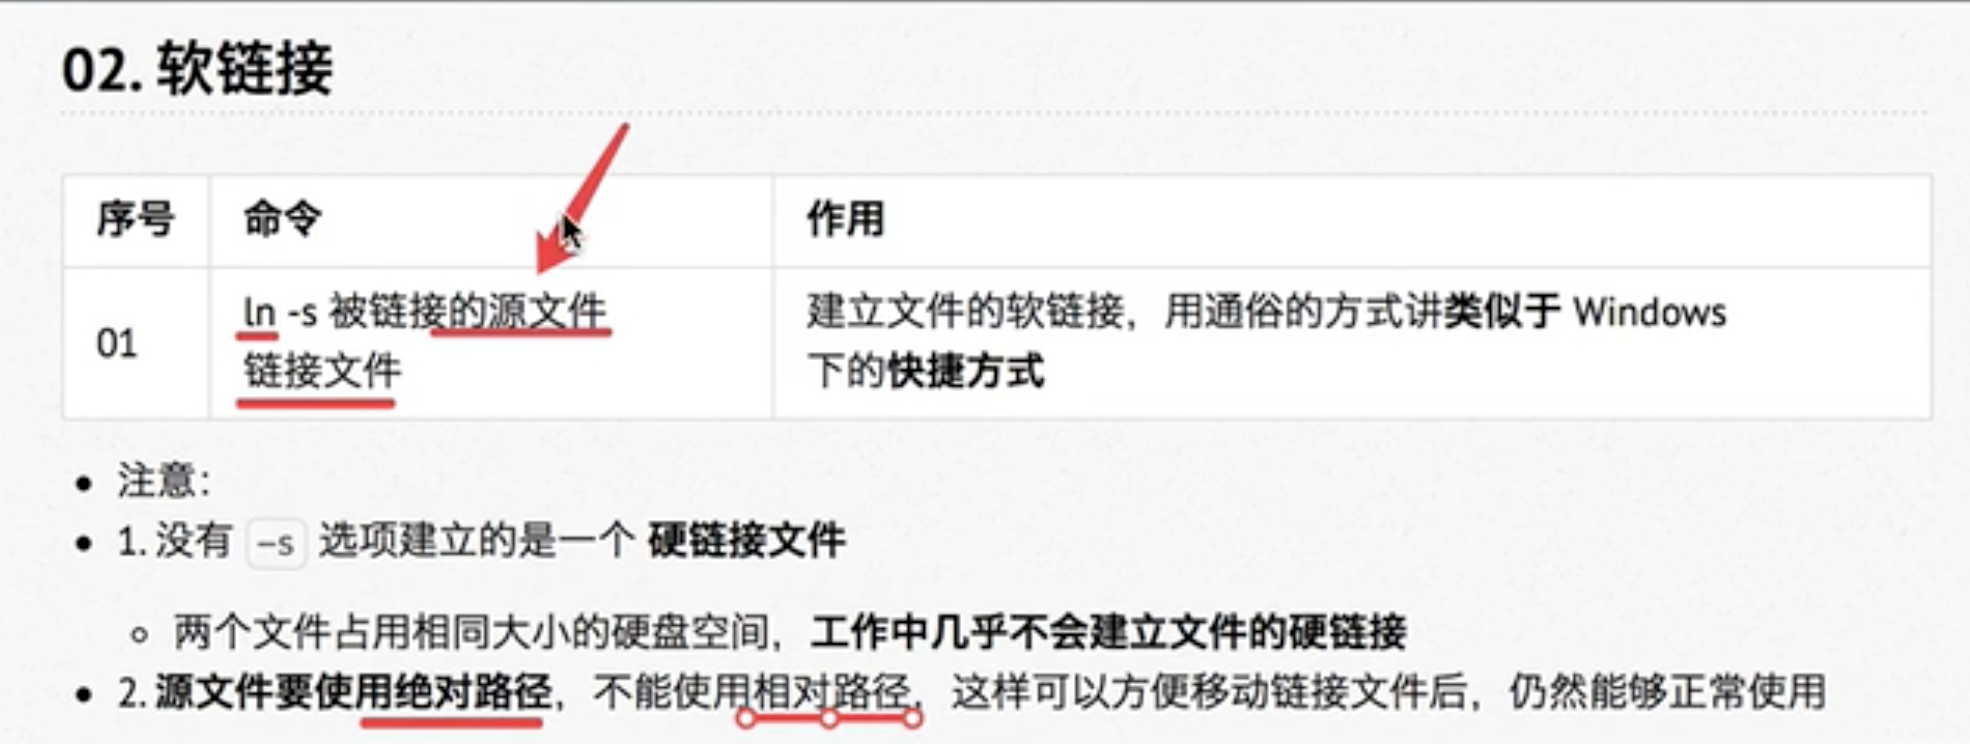 02. 软链接
序号 命令 作用
01 ln -s 被链接的源文件 链接文件 建立文件的软链接，用通俗的方式讲类似于 Windows 下的快捷方式
注意：
1. 没有 -s 选项建立的是一个 硬链接文件
两个文件占用相同大小的硬盘空间，工作中几乎不会建立文件的硬链接
2. 源文件要使用绝对路径，不能使用相对路径，这样可以方便移动链接文件后，仍然能够正常使用